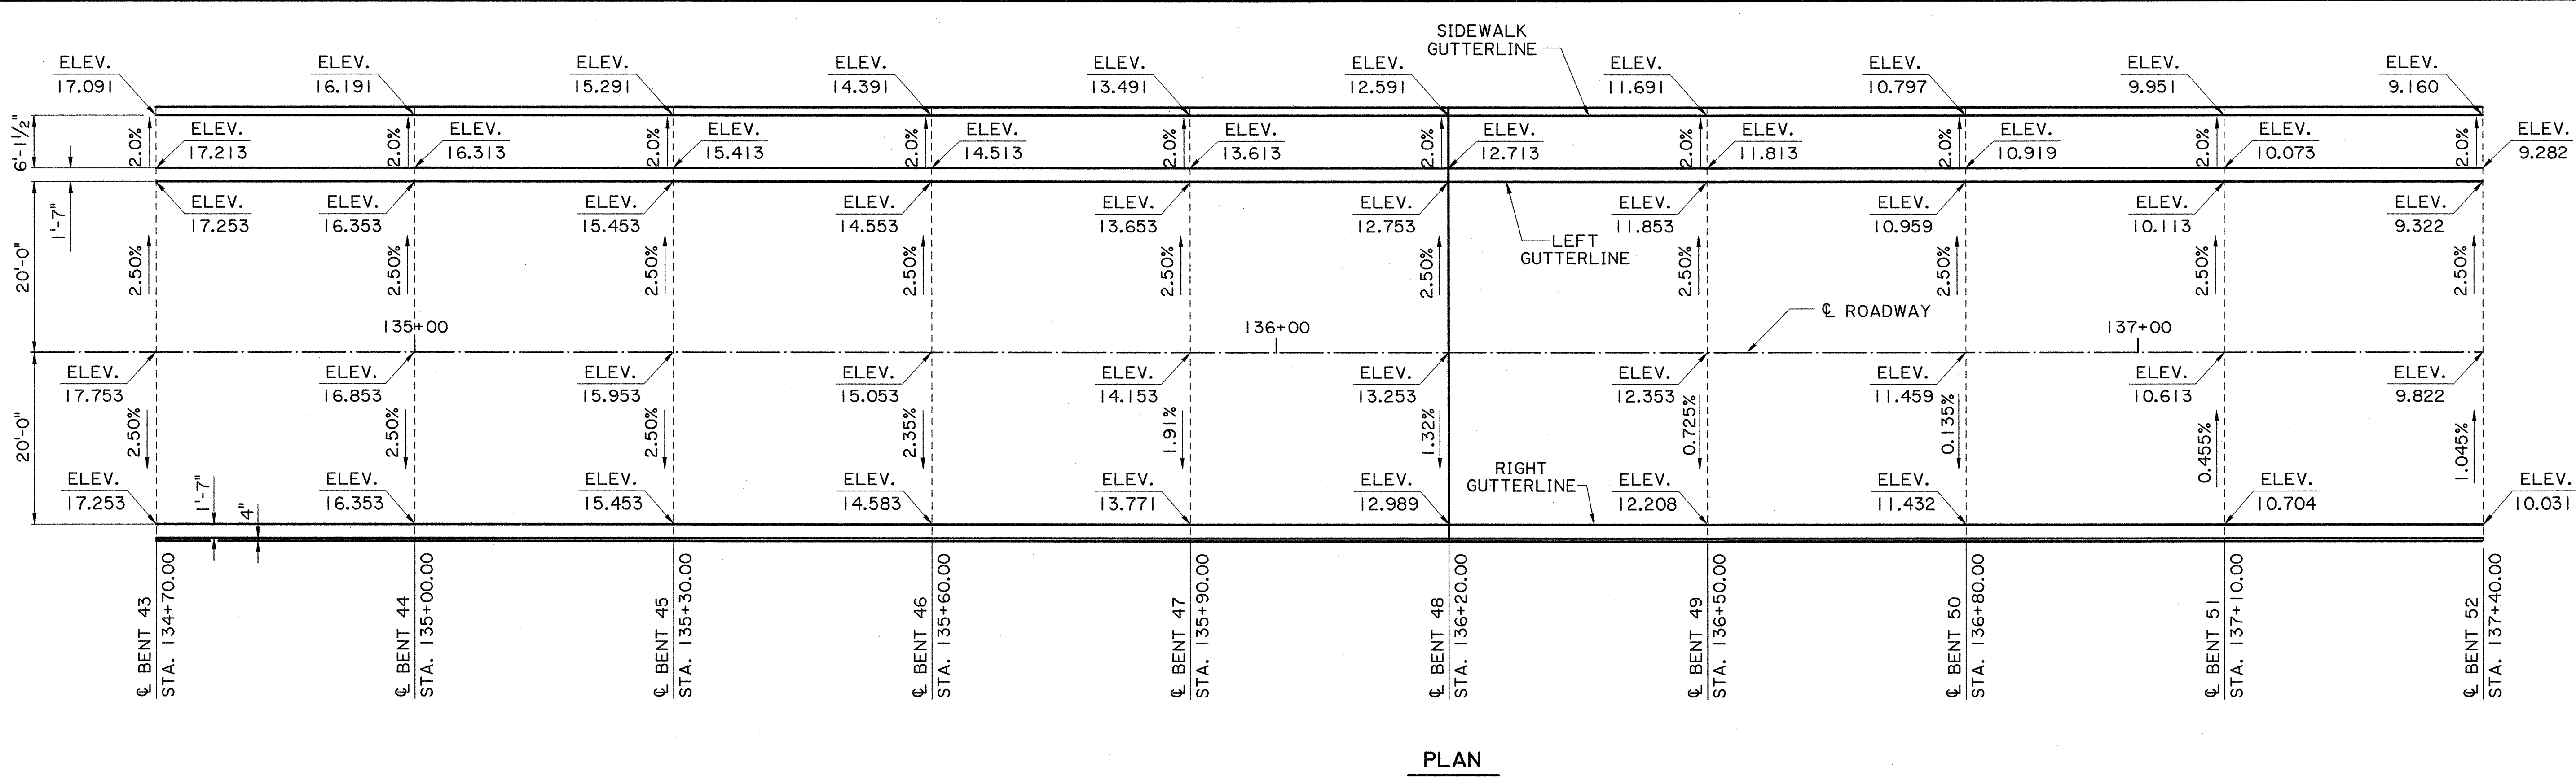 SIDEWALK
GUTTERLINE
ELEV. ELEV. ELEV. ELEV. ELEV. ELEV. ELEV. ELEV. ELEV. ELEV.
17.091 16.191 15.291 14.391 13.491 12.591 11.691 10.797 9.951 9.160
6'-1 1/2"
2.0% 2.0% 2.0% 2.0% 2.0% 2.0% 2.0% 2.0% 2.0% 2.0%
ELEV. ELEV. ELEV. ELEV. ELEV. ELEV. ELEV. ELEV. ELEV. ELEV.
17.213 16.313 15.413 14.513 13.613 12.713 11.813 10.919 10.073 9.282
1'-7"
ELEV. ELEV. ELEV. ELEV. ELEV. ELEV. ELEV. ELEV. ELEV. ELEV.
17.253 16.353 15.453 14.553 13.653 12.753 11.853 10.959 10.113 9.322
LEFT
GUTTERLINE
20'-0"
2.50% 2.50% 2.50% 2.50% 2.50% 2.50% 2.50% 2.50% 2.50% 2.50%
℄ ROADWAY
135+00 136+00 137+00
ELEV. ELEV. ELEV. ELEV. ELEV. ELEV. ELEV. ELEV. ELEV. ELEV.
17.753 16.853 15.953 15.053 14.153 13.253 12.353 11.459 10.613 9.822
20'-0"
2.50% 2.50% 2.50% 2.35% 1.91% 1.32% 0.725% 0.135% 0.455% 1.045%
RIGHT
GUTTERLINE
ELEV. ELEV. ELEV. ELEV. ELEV. ELEV. ELEV. ELEV. ELEV. ELEV.
17.253 16.353 15.453 14.583 13.771 12.989 12.208 11.432 10.704 10.031
1'-7"
4"
℄ BENT 43
STA. 134+70.00
℄ BENT 44
STA. 135+00.00
℄ BENT 45
STA. 135+30.00
℄ BENT 46
STA. 135+60.00
℄ BENT 47
STA. 135+90.00
℄ BENT 48
STA. 136+20.00
℄ BENT 49
STA. 136+50.00
℄ BENT 50
STA. 136+80.00
℄ BENT 51
STA. 137+10.00
℄ BENT 52
STA. 137+40.00
PLAN